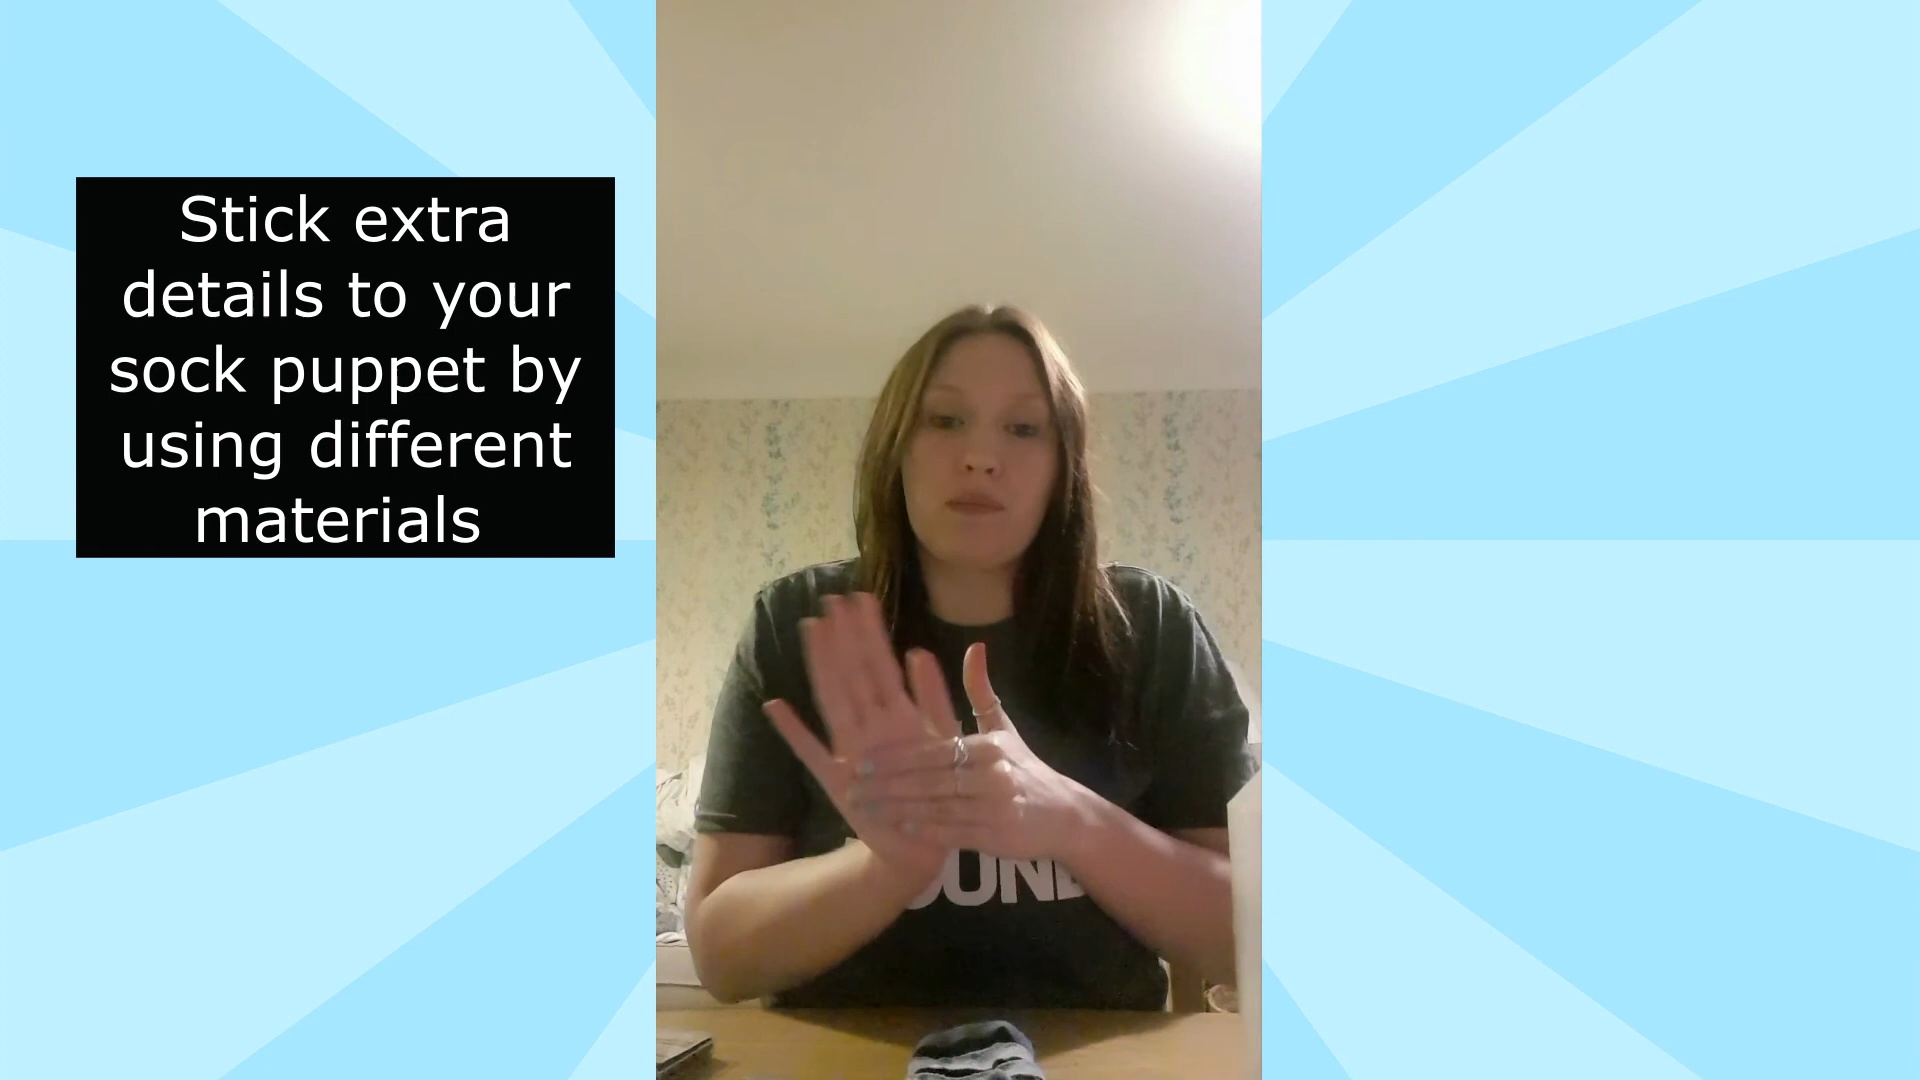 Stick extra
details to your
sock puppet by
using different
materials